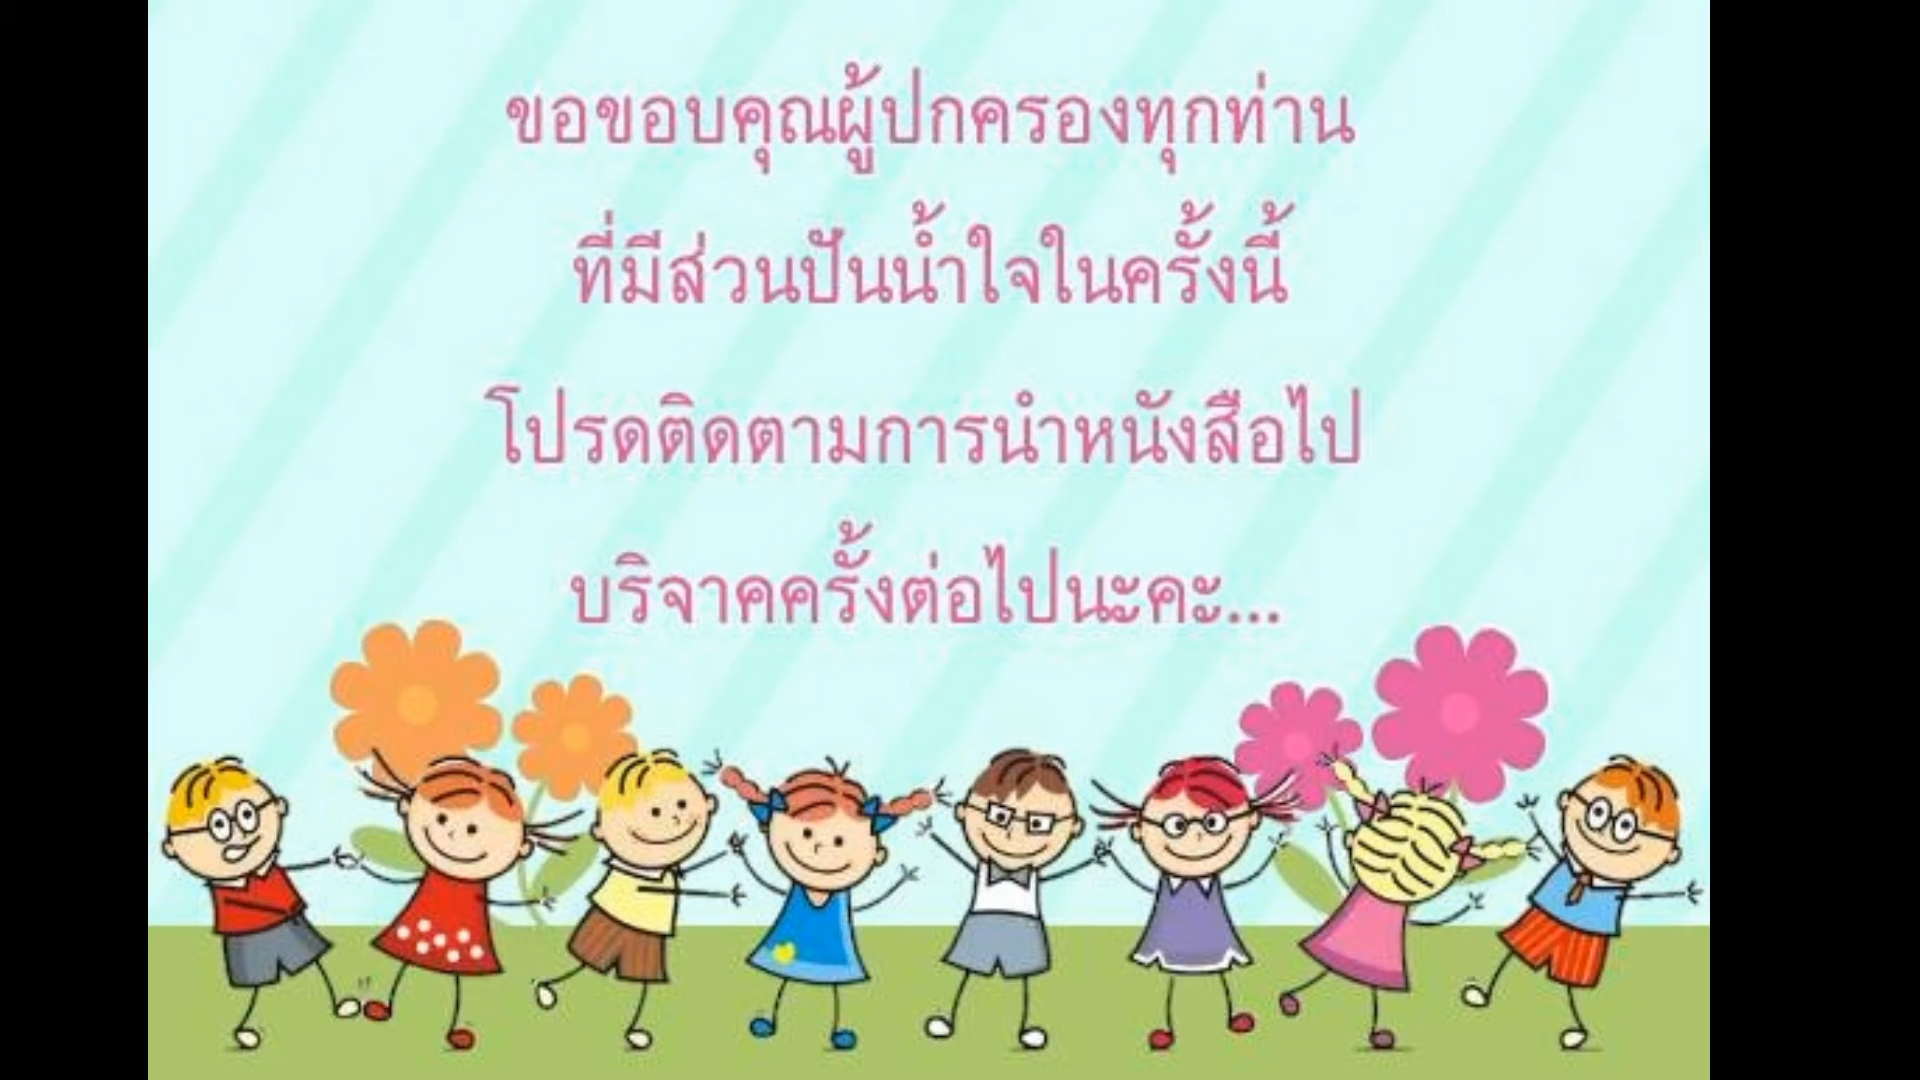 ขอขอบคุณผู้ปกครองทุกท่าน
ที่มีส่วนปันน้ำใจในครั้งนี้
โปรดติดตามการนำหนังสือไป
บริจาคครั้งต่อไปนะคะ...